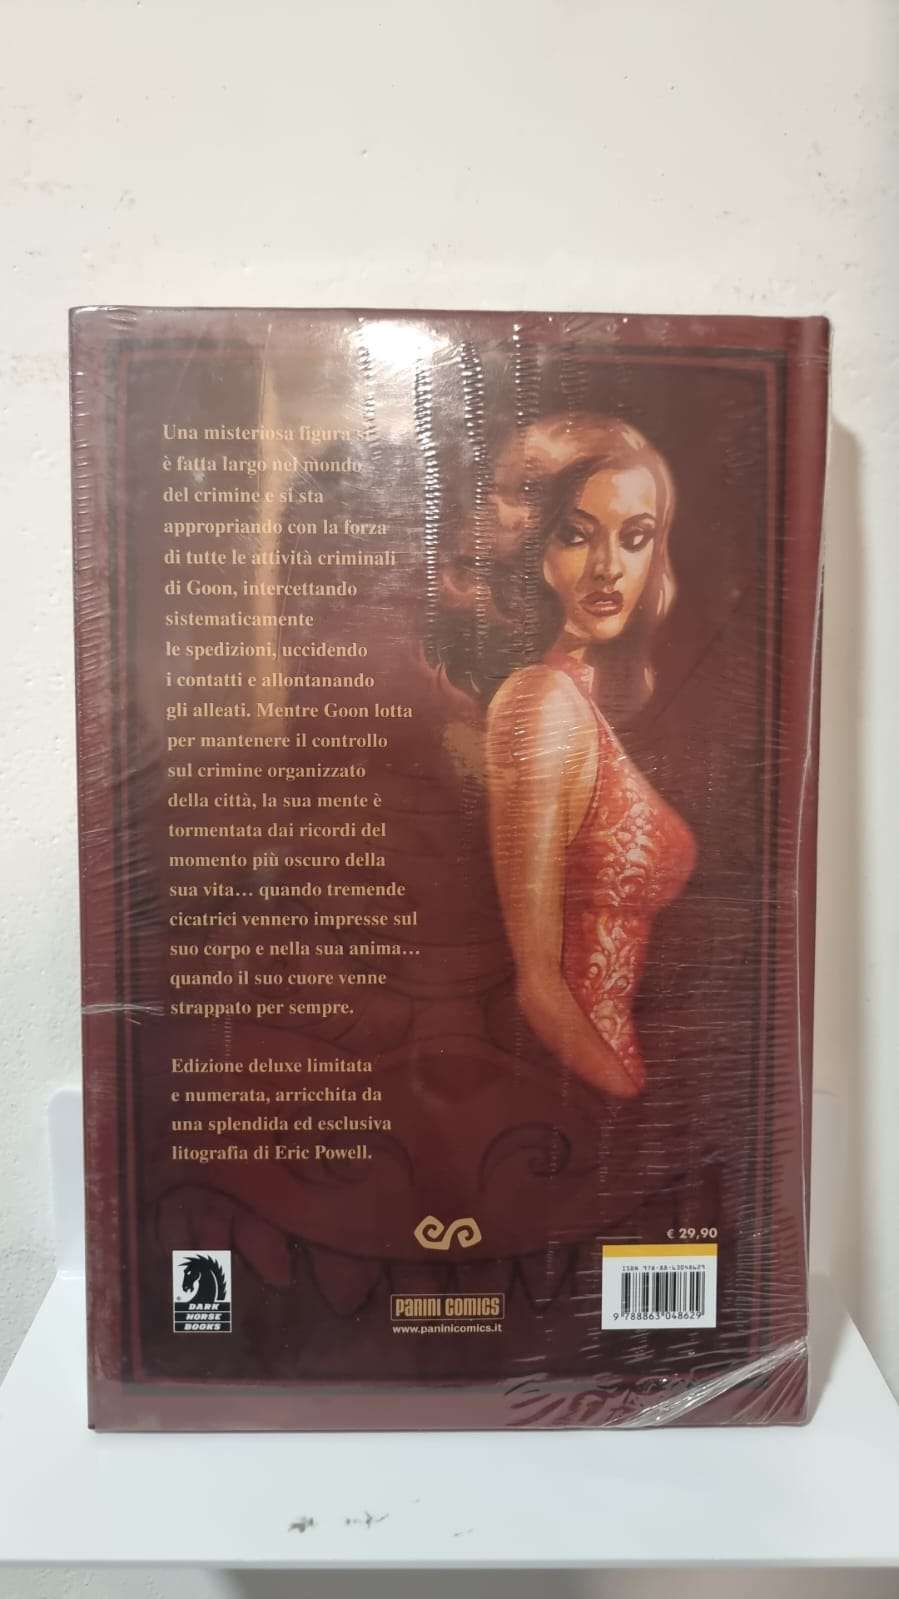 Una misteriosa figura si
è fatta largo nel mondo
del crimine e si sta
appropriando con la forza
di tutte le attività criminali
di Goon, intercettando
sistematicamente
le spedizioni, uccidendo
i contatti e allontanando
gli alleati. Mentre Goon lotta
per mantenere il controllo
sul crimine organizzato
della città, la sua mente è
tormentata dai ricordi del
momento più oscuro della
sua vita... quando tremende
cicatrici vennero impresse sul
suo corpo e nella sua anima...
quando il suo cuore venne
strappato per sempre.
Edizione deluxe limitata
e numerata, arricchita da
una splendida ed esclusiva
litografia di Eric Powell.
€ 29,90
ISBN 978-88-63048629
9 788863 048629
DARK
HORSE
BOOKS
PANINI COMICS
www.paninicomics.it